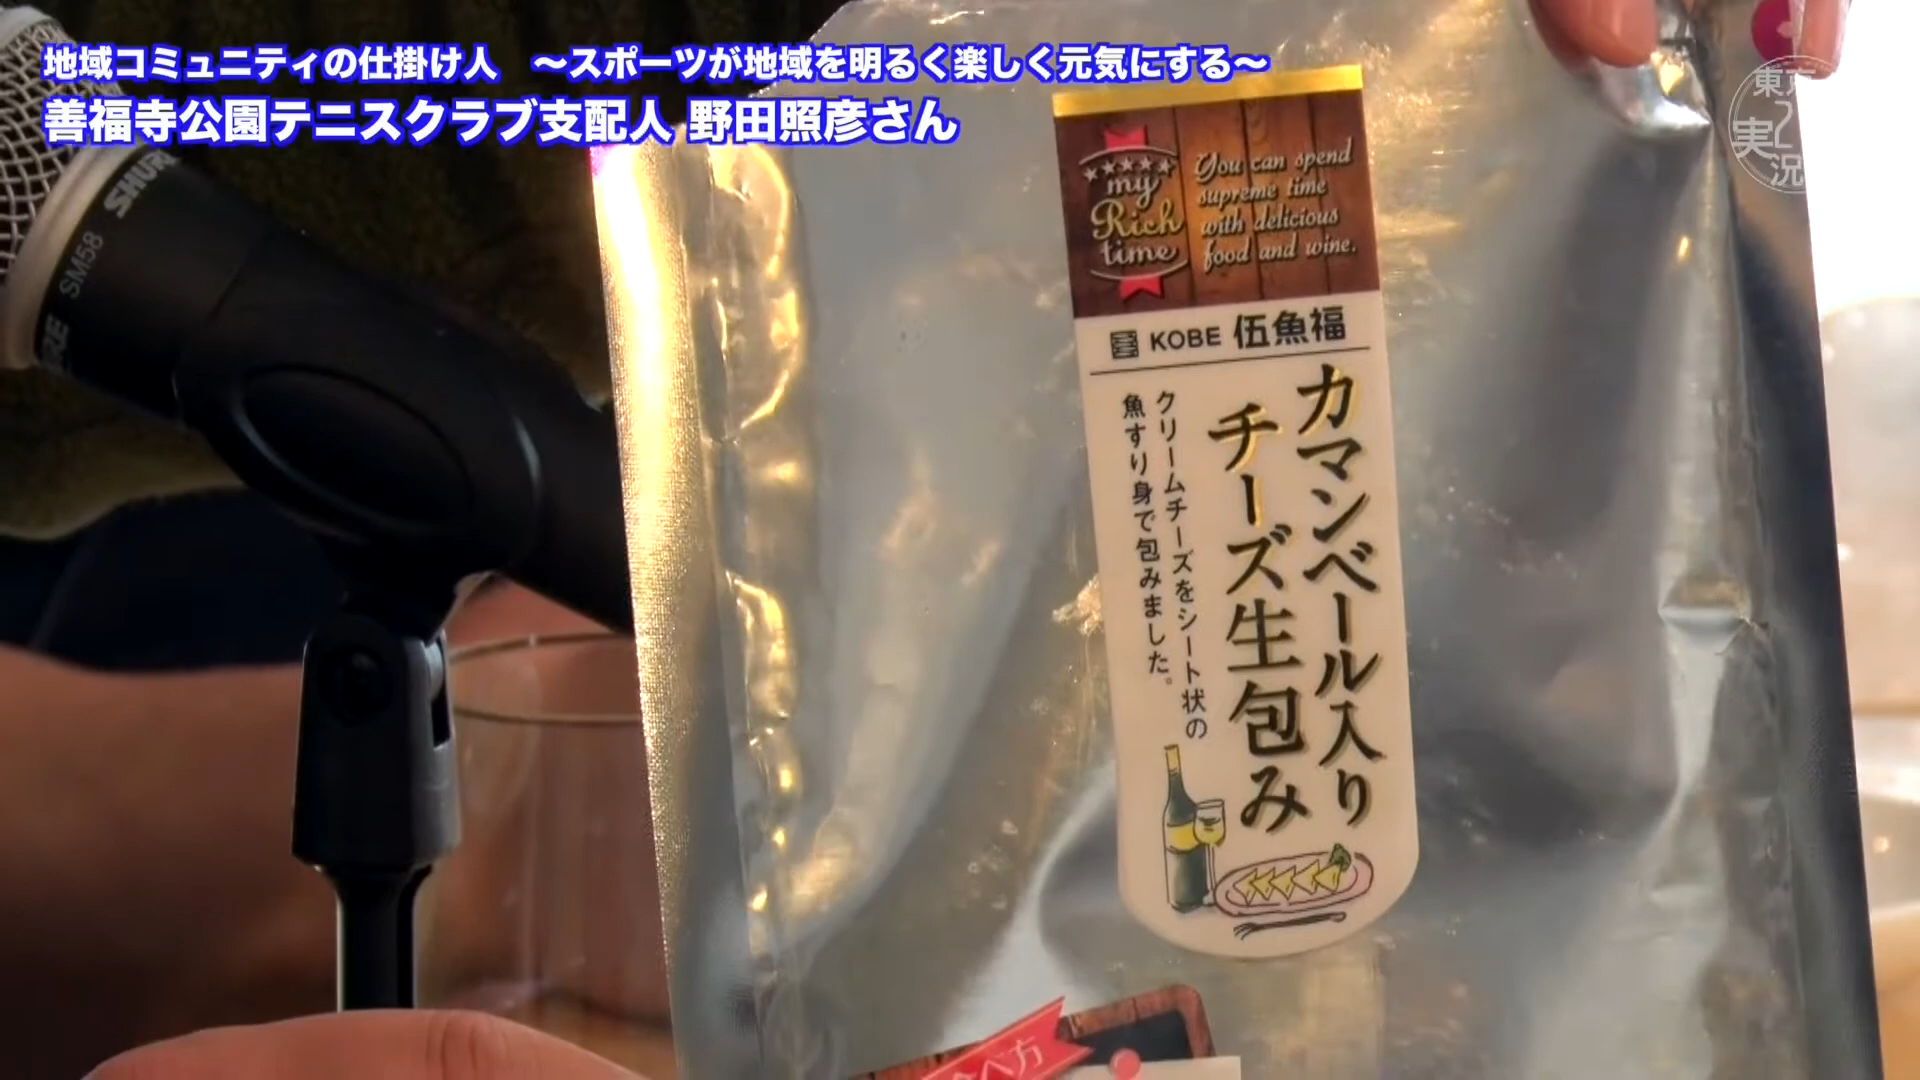 地域コミュニティの仕掛け人　〜スポーツが地域を明るく楽しく元気にする〜
善福寺公園テニスクラブ支配人 野田照彦さん
東京
実況
SHURE
SM58
my
Rich
time
You can spend
supreme time
with delicious
food and wine.
KOBE 伍魚福
カマンベール入り
チーズ生包み
クリームチーズをシート状の
魚すり身で包みました。
べ方